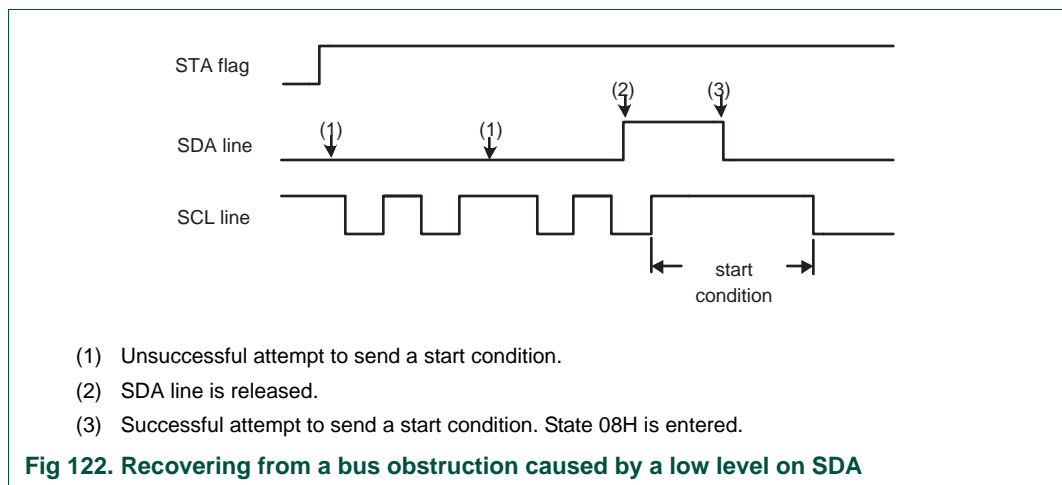 STA flag
(2) (3)
(1) (1)
SDA line
SCL line
start
condition
(1) Unsuccessful attempt to send a start condition.
(2) SDA line is released.
(3) Successful attempt to send a start condition. State 08H is entered.
Fig 122. Recovering from a bus obstruction caused by a low level on SDA